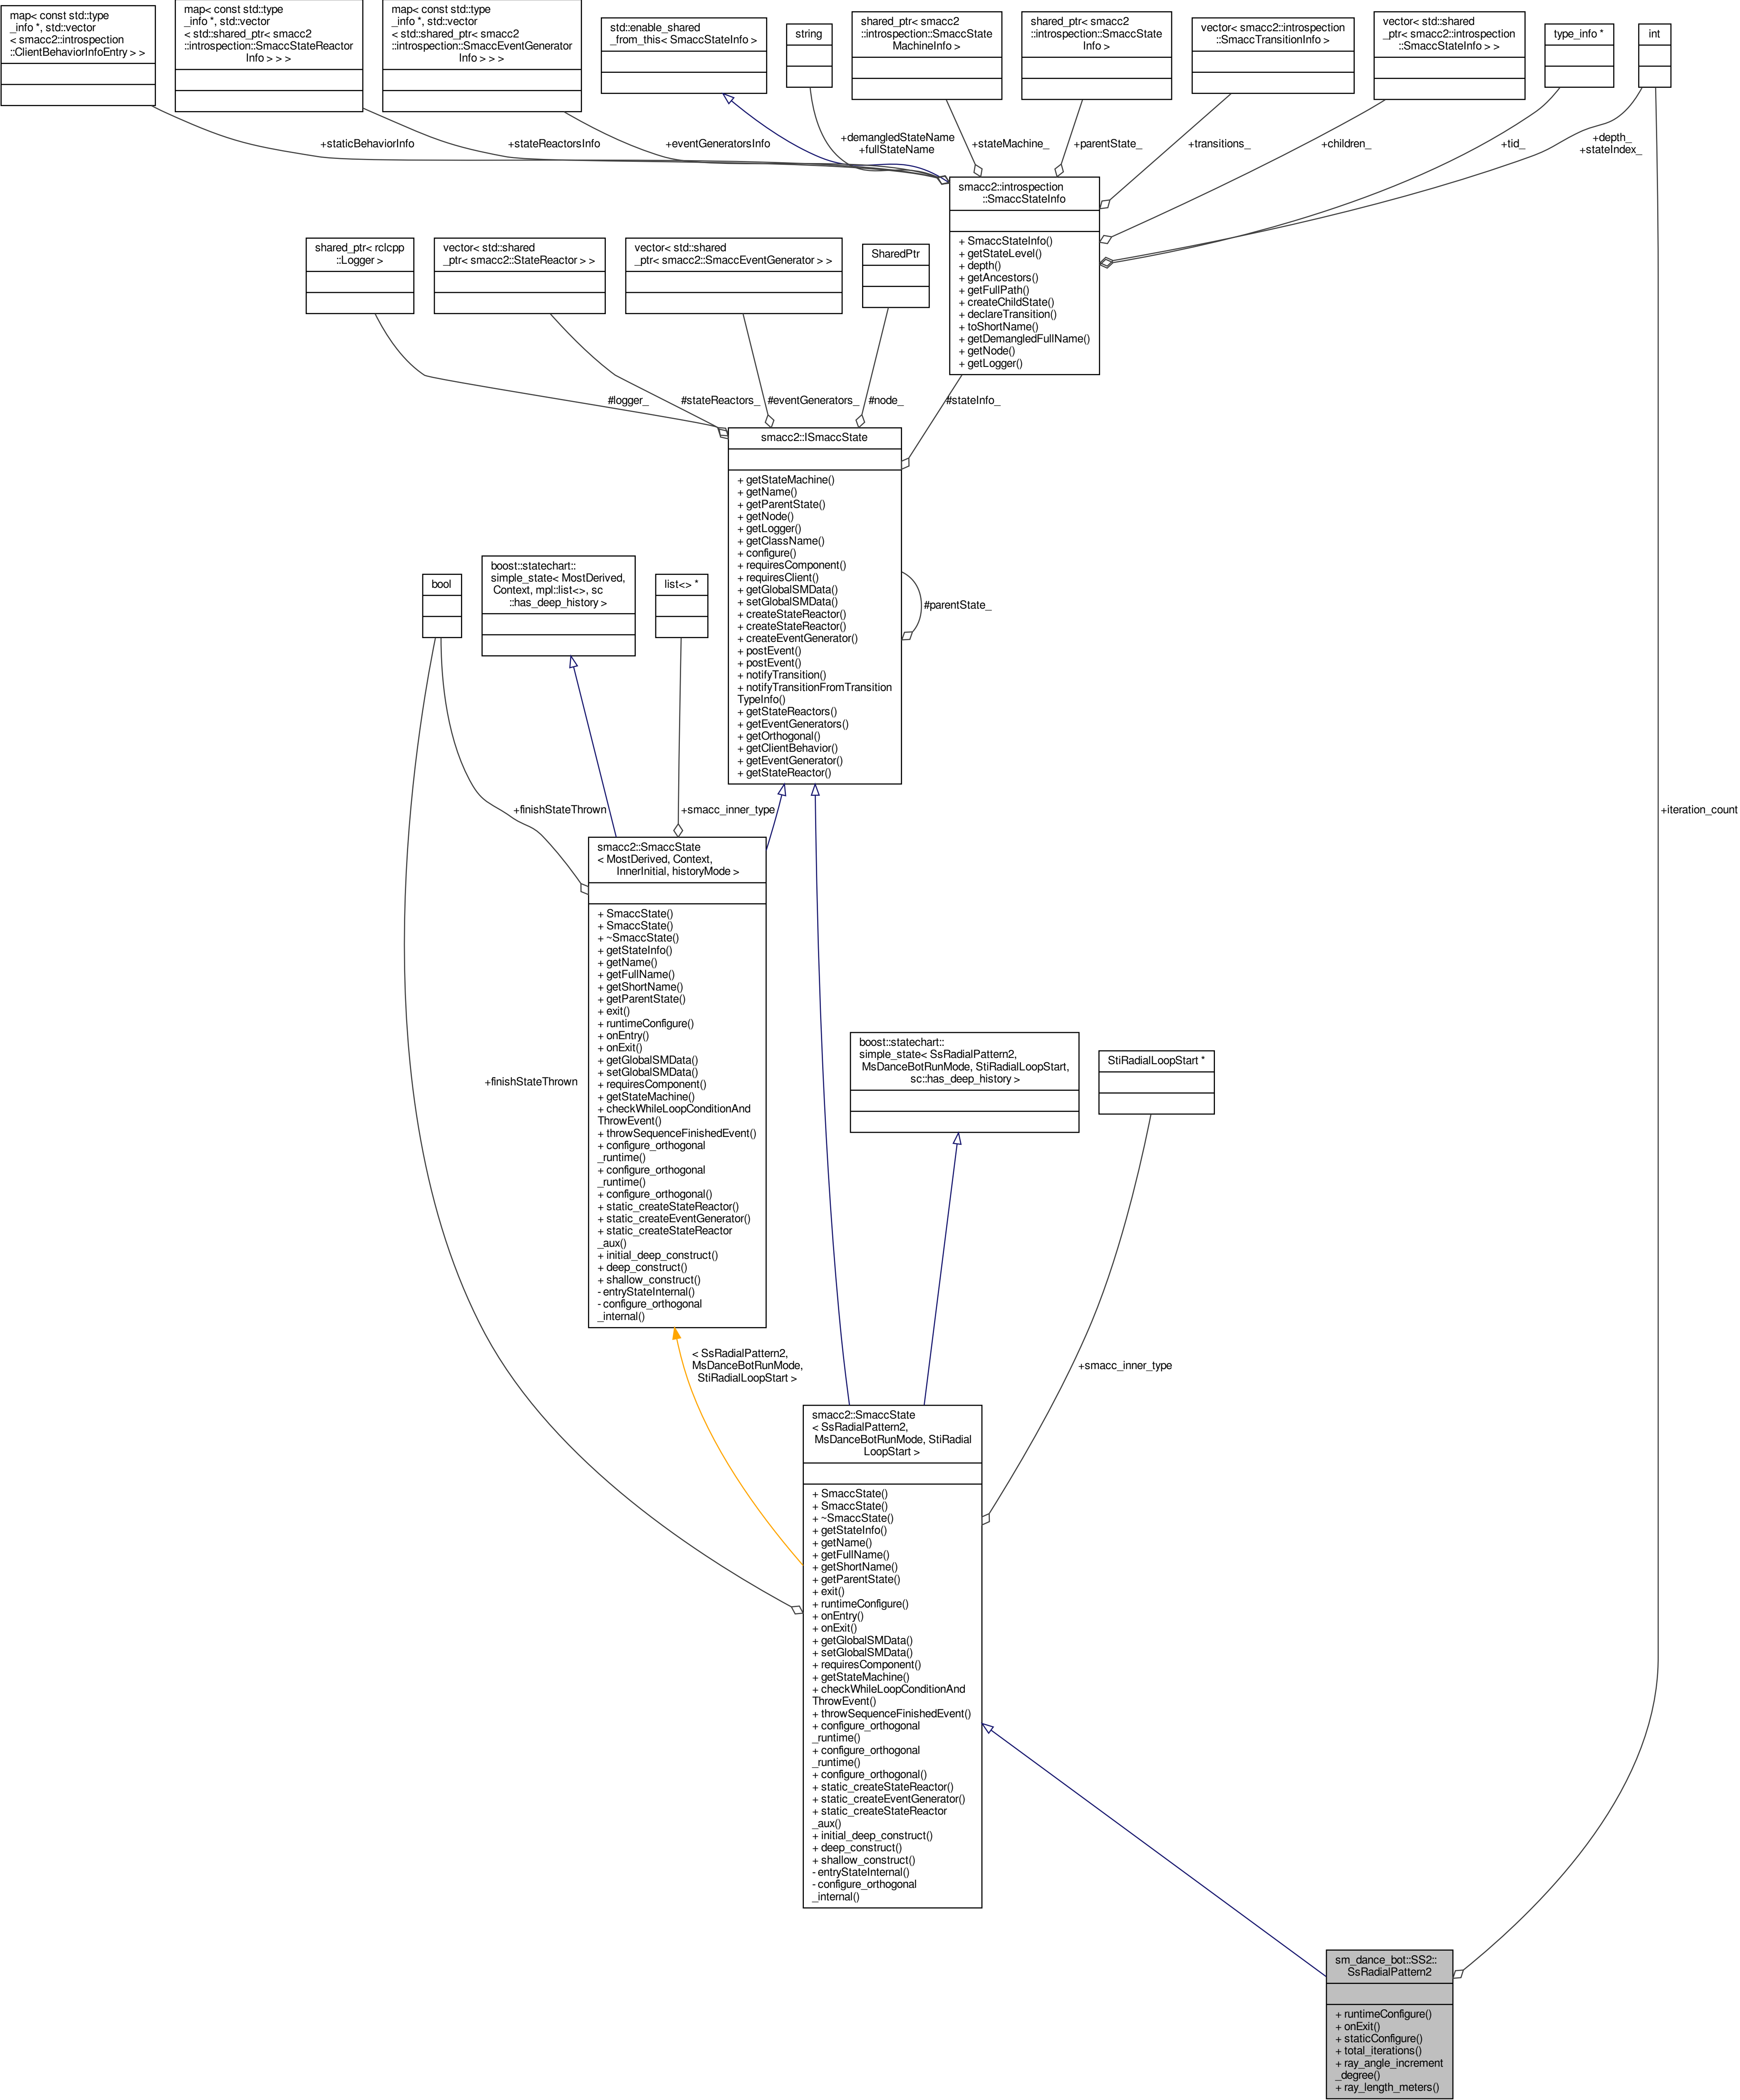 map< const std::type
_info *, std::vector
< smacc2::introspection
::ClientBehaviorInfoEntry > >
map< const std::type
_info *, std::vector
< std::shared_ptr< smacc2
::introspection::SmaccStateReactor
Info > > >
map< const std::type
_info *, std::vector
< std::shared_ptr< smacc2
::introspection::SmaccEventGenerator
Info > > >
std::enable_shared
_from_this< SmaccStateInfo >
string
shared_ptr< smacc2
::introspection::SmaccState
MachineInfo >
shared_ptr< smacc2
::introspection::SmaccState
Info >
vector< smacc2::introspection
::SmaccTransitionInfo >
vector< std::shared
_ptr< smacc2::introspection
::SmaccStateInfo > >
type_info *
int
+staticBehaviorInfo
+stateReactorsInfo
+eventGeneratorsInfo
+demangledStateName
+fullStateName
+stateMachine_
+parentState_
+transitions_
+children_
+tid_
+depth_
+stateIndex_
smacc2::introspection
::SmaccStateInfo
+ SmaccStateInfo()
+ getStateLevel()
+ depth()
+ getAncestors()
+ getFullPath()
+ createChildState()
+ declareTransition()
+ toShortName()
+ getDemangledFullName()
+ getNode()
+ getLogger()
shared_ptr< rclcpp
::Logger >
vector< std::shared
_ptr< smacc2::StateReactor > >
vector< std::shared
_ptr< smacc2::SmaccEventGenerator > >
SharedPtr
#logger_
#stateReactors_
#eventGenerators_
#node_
#stateInfo_
smacc2::ISmaccState
+ getStateMachine()
+ getName()
+ getParentState()
+ getNode()
+ getLogger()
+ getClassName()
+ configure()
+ requiresComponent()
+ requiresClient()
+ getGlobalSMData()
+ setGlobalSMData()
+ createStateReactor()
+ createStateReactor()
+ createEventGenerator()
+ postEvent()
+ postEvent()
+ notifyTransition()
+ notifyTransitionFromTransition
TypeInfo()
+ getStateReactors()
+ getEventGenerators()
+ getOrthogonal()
+ getClientBehavior()
+ getEventGenerator()
+ getStateReactor()
#parentState_
bool
boost::statechart::
simple_state< MostDerived,
Context, mpl::list<>, sc
::has_deep_history >
list<> *
+finishStateThrown
+smacc_inner_type
+iteration_count
smacc2::SmaccState
< MostDerived, Context,
InnerInitial, historyMode >
+ SmaccState()
+ SmaccState()
+ ~SmaccState()
+ getStateInfo()
+ getName()
+ getFullName()
+ getShortName()
+ getParentState()
+ exit()
+ runtimeConfigure()
+ onEntry()
+ onExit()
+ getGlobalSMData()
+ setGlobalSMData()
+ requiresComponent()
+ getStateMachine()
+ checkWhileLoopConditionAnd
ThrowEvent()
+ throwSequenceFinishedEvent()
+ configure_orthogonal
_runtime()
+ configure_orthogonal
_runtime()
+ configure_orthogonal()
+ static_createStateReactor()
+ static_createEventGenerator()
+ static_createStateReactor
_aux()
+ initial_deep_construct()
+ deep_construct()
+ shallow_construct()
- entryStateInternal()
- configure_orthogonal
_internal()
+finishStateThrown
boost::statechart::
simple_state< SsRadialPattern2,
MsDanceBotRunMode, StiRadialLoopStart,
sc::has_deep_history >
StiRadialLoopStart *
< SsRadialPattern2,
MsDanceBotRunMode,
StiRadialLoopStart >
+smacc_inner_type
smacc2::SmaccState
< SsRadialPattern2,
MsDanceBotRunMode, StiRadial
LoopStart >
+ SmaccState()
+ SmaccState()
+ ~SmaccState()
+ getStateInfo()
+ getName()
+ getFullName()
+ getShortName()
+ getParentState()
+ exit()
+ runtimeConfigure()
+ onEntry()
+ onExit()
+ getGlobalSMData()
+ setGlobalSMData()
+ requiresComponent()
+ getStateMachine()
+ checkWhileLoopConditionAnd
ThrowEvent()
+ throwSequenceFinishedEvent()
+ configure_orthogonal
_runtime()
+ configure_orthogonal
_runtime()
+ configure_orthogonal()
+ static_createStateReactor()
+ static_createEventGenerator()
+ static_createStateReactor
_aux()
+ initial_deep_construct()
+ deep_construct()
+ shallow_construct()
- entryStateInternal()
- configure_orthogonal
_internal()
sm_dance_bot::SS2::
SsRadialPattern2
+ runtimeConfigure()
+ onExit()
+ staticConfigure()
+ total_iterations()
+ ray_angle_increment
_degree()
+ ray_length_meters()